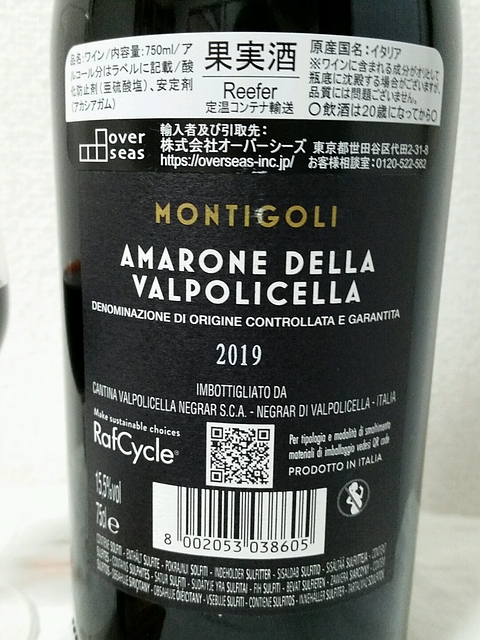 品名:ワイン/内容量:750ml/ア
ルコール分はラベルに記載/酸
化防止剤(亜硫酸塩)、安定剤
(アカシアガム)
果実酒
Reefer
定温コンテナ輸送
原産国名:イタリア
※ワインに含まれる成分がオリとして
瓶底に沈殿する場合がございますが、
品質には問題ございません。
○飲酒は20歳になってから○
over
seas
輸入者及び引取先:
株式会社オーバーシーズ 東京都世田谷区代田2-31-8
https://overseas-inc.jp/ お客様相談室:0120-522-582
MONTIGOLI
AMARONE DELLA
VALPOLICELLA
DENOMINAZIONE DI ORIGINE CONTROLLATA E GARANTITA
2019
IMBOTTIGLIATO DA
CANTINA VALPOLICELLA NEGRAR S.C.A. - NEGRAR DI VALPOLICELLA - ITALIA
Make sustainable choices
RafCycle®
Per tipologia e modalità di smaltimento
materiali di imballaggio vedesi QR code
PRODOTTO IN ITALIA
15,5%vol
75cl e
8 002053 038605